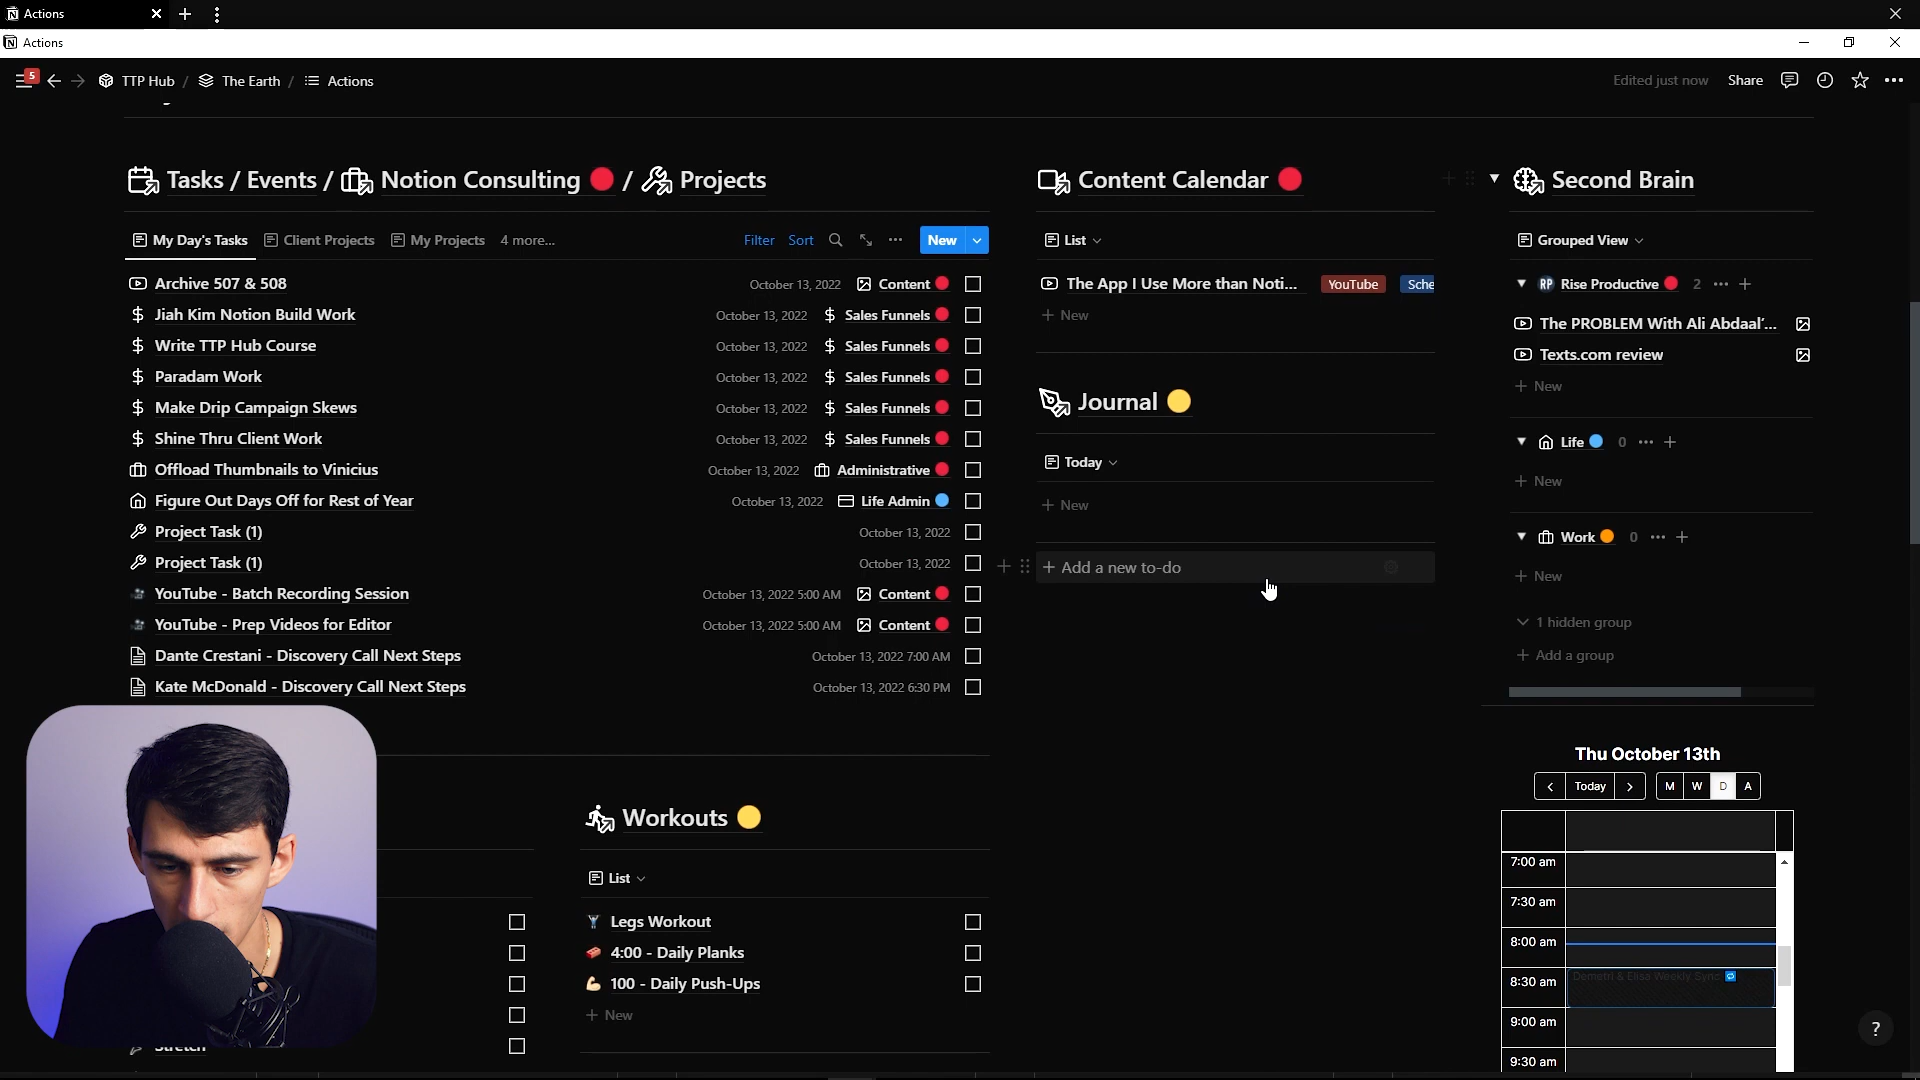 Actions
Actions
5
TTP Hub / The Earth / Actions
Edited just now Share
Tasks / Events / Notion Consulting / Projects
My Day's Tasks Client Projects My Projects 4 more...
Filter Sort New
Archive 507 & 508 October 13, 2022 Content
Jiah Kim Notion Build Work October 13, 2022 Sales Funnels
Write TTP Hub Course October 13, 2022 Sales Funnels
Paradam Work October 13, 2022 Sales Funnels
Make Drip Campaign Skews October 13, 2022 Sales Funnels
Shine Thru Client Work October 13, 2022 Sales Funnels
Offload Thumbnails to Vinicius October 13, 2022 Administrative
Figure Out Days Off for Rest of Year October 13, 2022 Life Admin
Project Task (1) October 13, 2022
Project Task (1) October 13, 2022
YouTube - Batch Recording Session October 13, 2022 5:00 AM Content
YouTube - Prep Videos for Editor October 13, 2022 5:00 AM Content
Dante Crestani - Discovery Call Next Steps October 13, 2022 7:00 AM
Kate McDonald - Discovery Call Next Steps October 13, 2022 6:30 PM
Workouts
List
Legs Workout
4:00 - Daily Planks
100 - Daily Push-Ups
+ New
Content Calendar
List
The App I Use More than Noti... YouTube Sche
+ New
Journal
Today
+ New
+ Add a new to-do
Second Brain
Grouped View
RP Rise Productive 2
The PROBLEM With Ali Abdaal'...
Texts.com review
+ New
Life 0
+ New
Work 0
+ New
1 hidden group
+ Add a group
Thu October 13th
Today M W D A
7:00 am
7:30 am
8:00 am
8:30 am Demetri & Elisa Weekly Sync
9:00 am
9:30 am
?